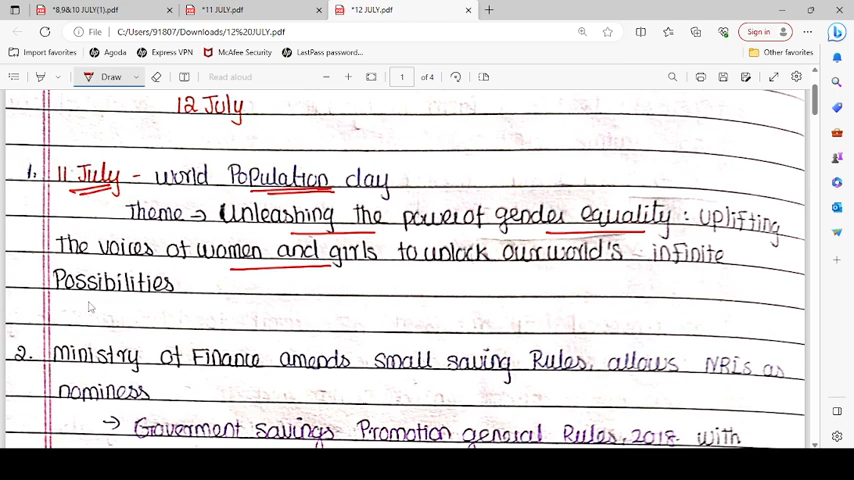 *8,9&10 JULY(1).pdf
*11 JULY.pdf
*12 JULY.pdf
File
C:/Users/91807/Downloads/12%20JULY.pdf
Sign in
Import favorites
Agoda
Express VPN
McAfee Security
LastPass password...
Other favorites
Draw
Read aloud
1 of 4
12 July
1. 11 July - world Population day
Theme → Unleashing the power of gender equality : Uplifting
the voices of women and girls to unlock our world's - infinite
Possibilities
2. ministry of Finance amends small saving Rules, allows NRIs as
nominess
→ Goverment savings Promotion general Rules, 2018 with